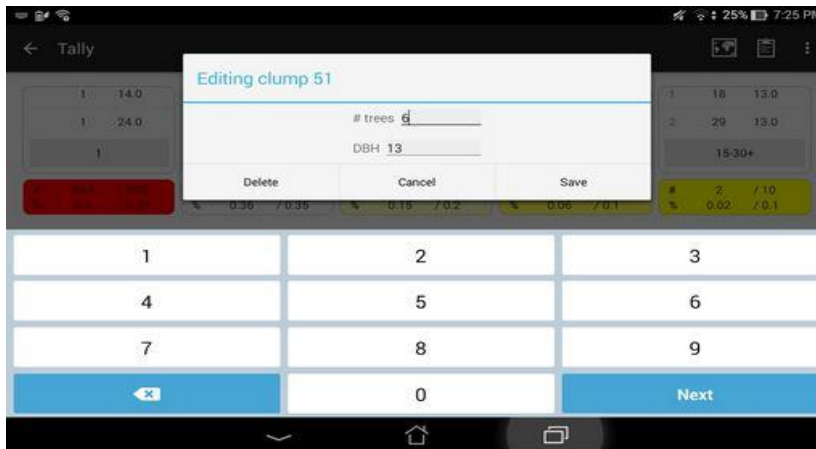 25% 7:25 PM
Tally
Editing clump 51
1 14.0
1 18 13.0
# trees 6
1 24.0
2 29 13.0
DBH 13
1
15-30+
Delete Cancel Save
# 2 / 10
% 0.36 / 0.35 % 0.15 / 0.2 % 0.06 / 0.1 % 0.02 / 0.1
1 2 3
4 5 6
7 8 9
0 Next